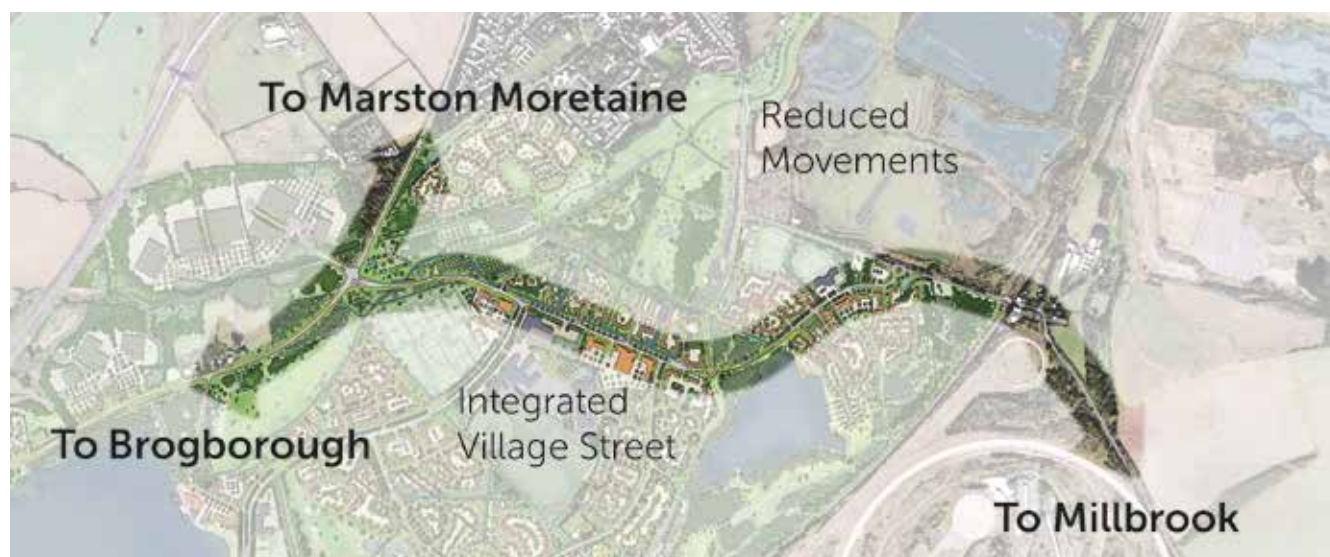 To Marston Moretaine
Reduced
Movements
Integrated
Village Street
To Brogborough
To Millbrook